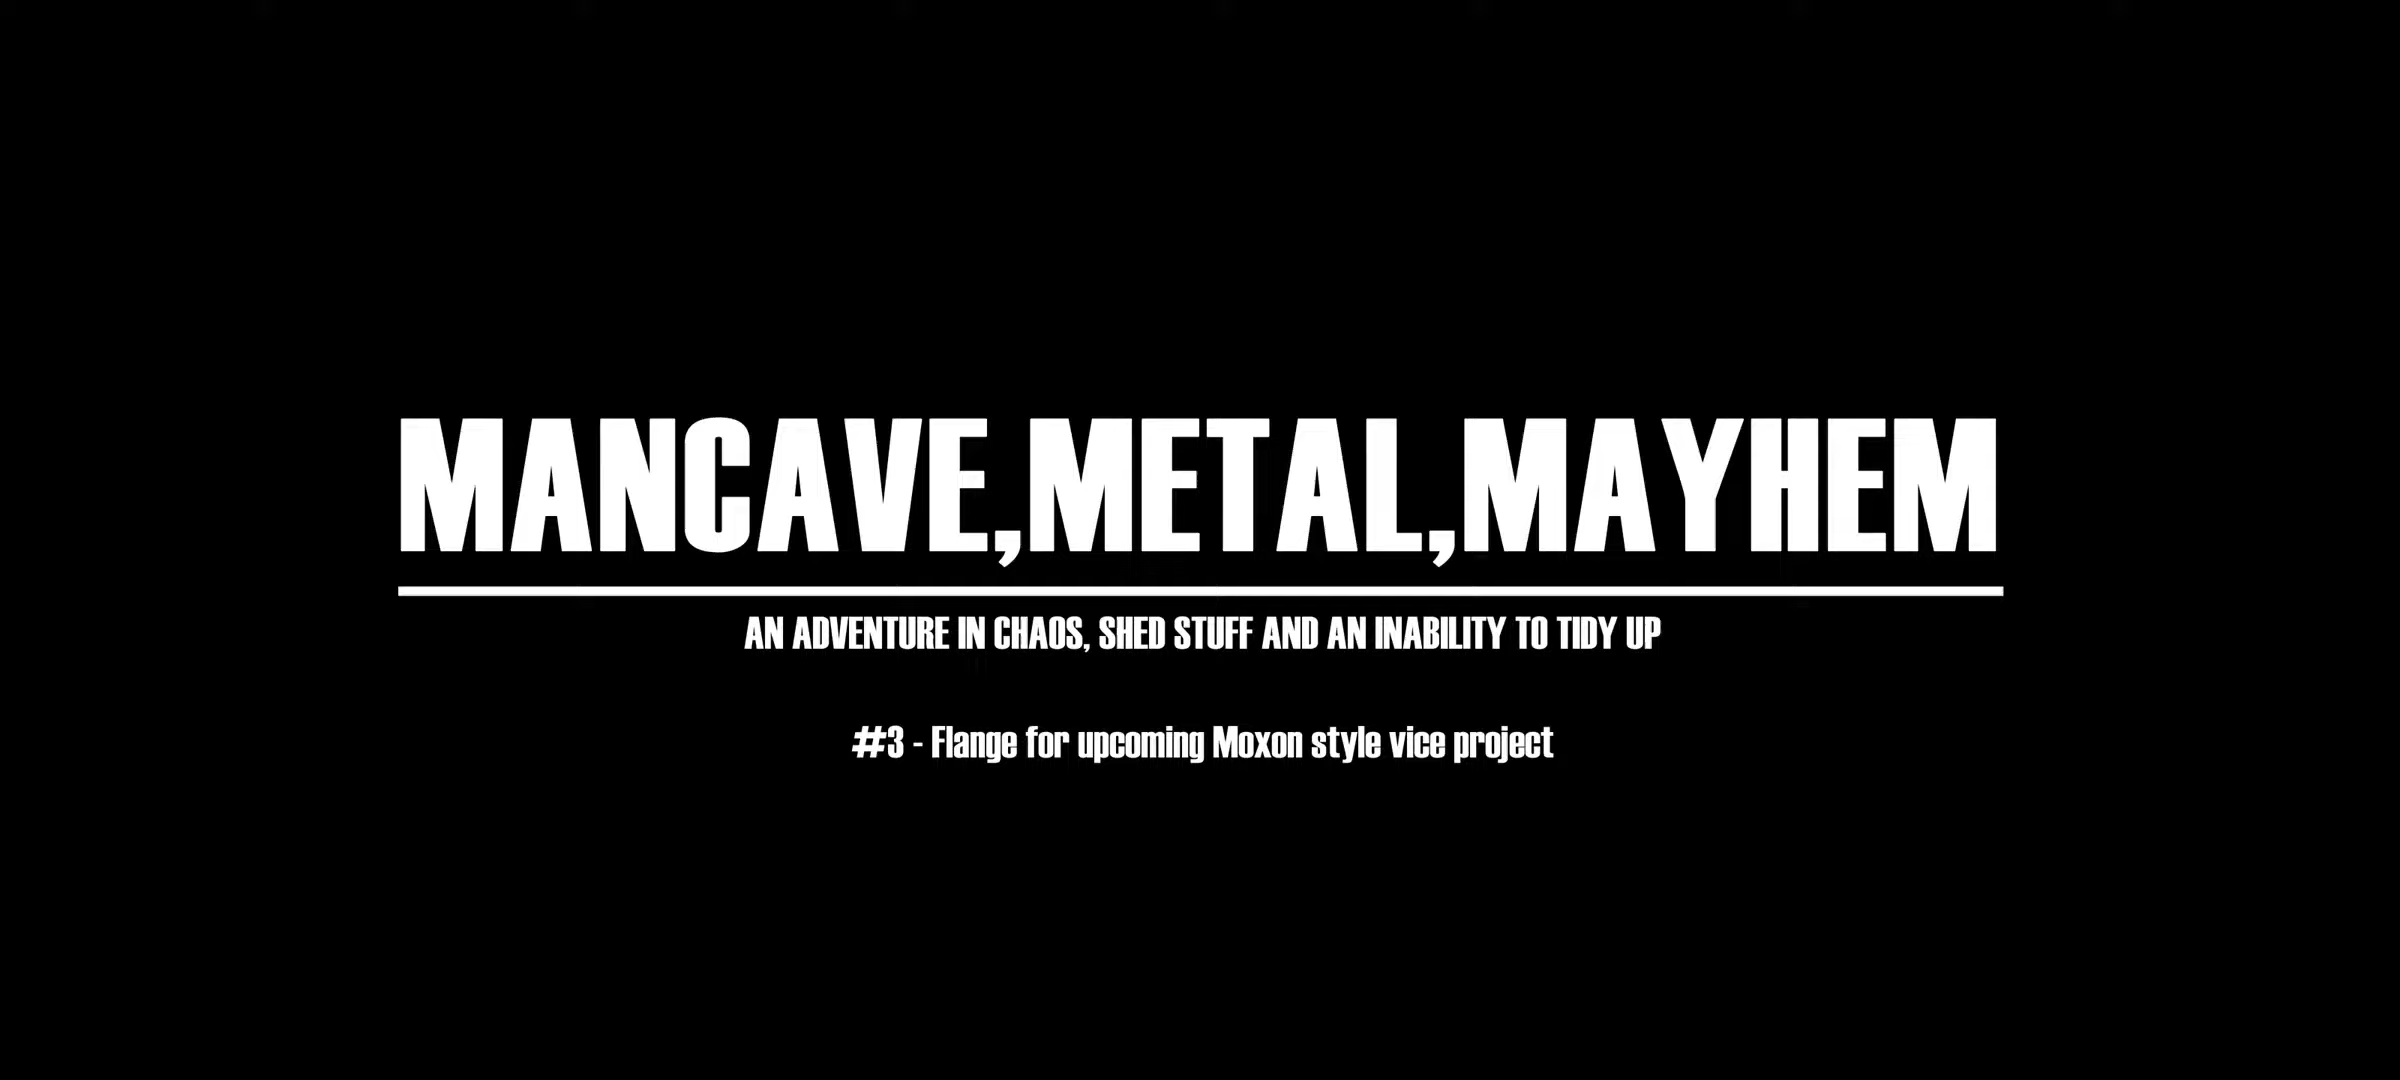 MANCAVE,METAL,MAYHEM
AN ADVENTURE IN CHAOS, SHED STUFF AND AN INABILITY TO TIDY UP
#3 - Flange for upcoming Moxon style vice project